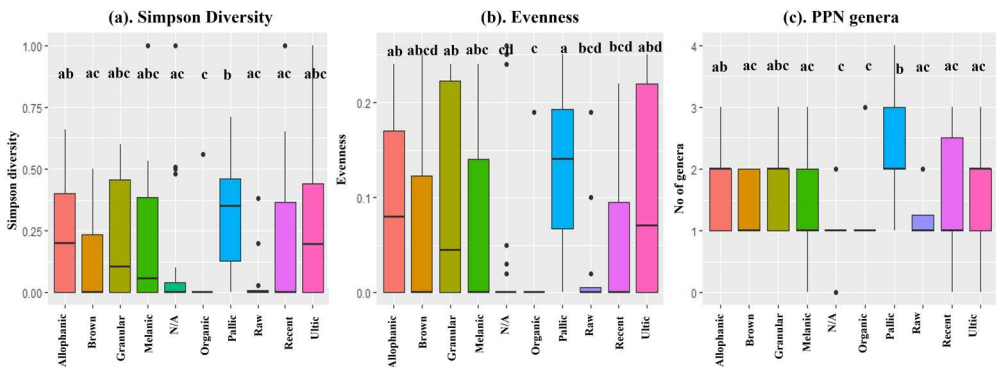 (a). Simpson Diversity
Simpson diversity
1.00
0.75
0.50
0.25
0.00
ab ac abc abc ac c b ac ac abc
Allophanic Brown Granular Melanic N/A Organic Pallic Raw Recent Ultic
(b). Evenness
Evenness
0.2
0.1
0.0
ab abcd ab abc cd c a bcd bcd abd
Allophanic Brown Granular Melanic N/A Organic Pallic Raw Recent Ultic
(c). PPN genera
No of genera
4
3
2
1
0
ab ac abc ac c c b ac ac ac
Allophanic Brown Granular Melanic N/A Organic Pallic Raw Recent Ultic